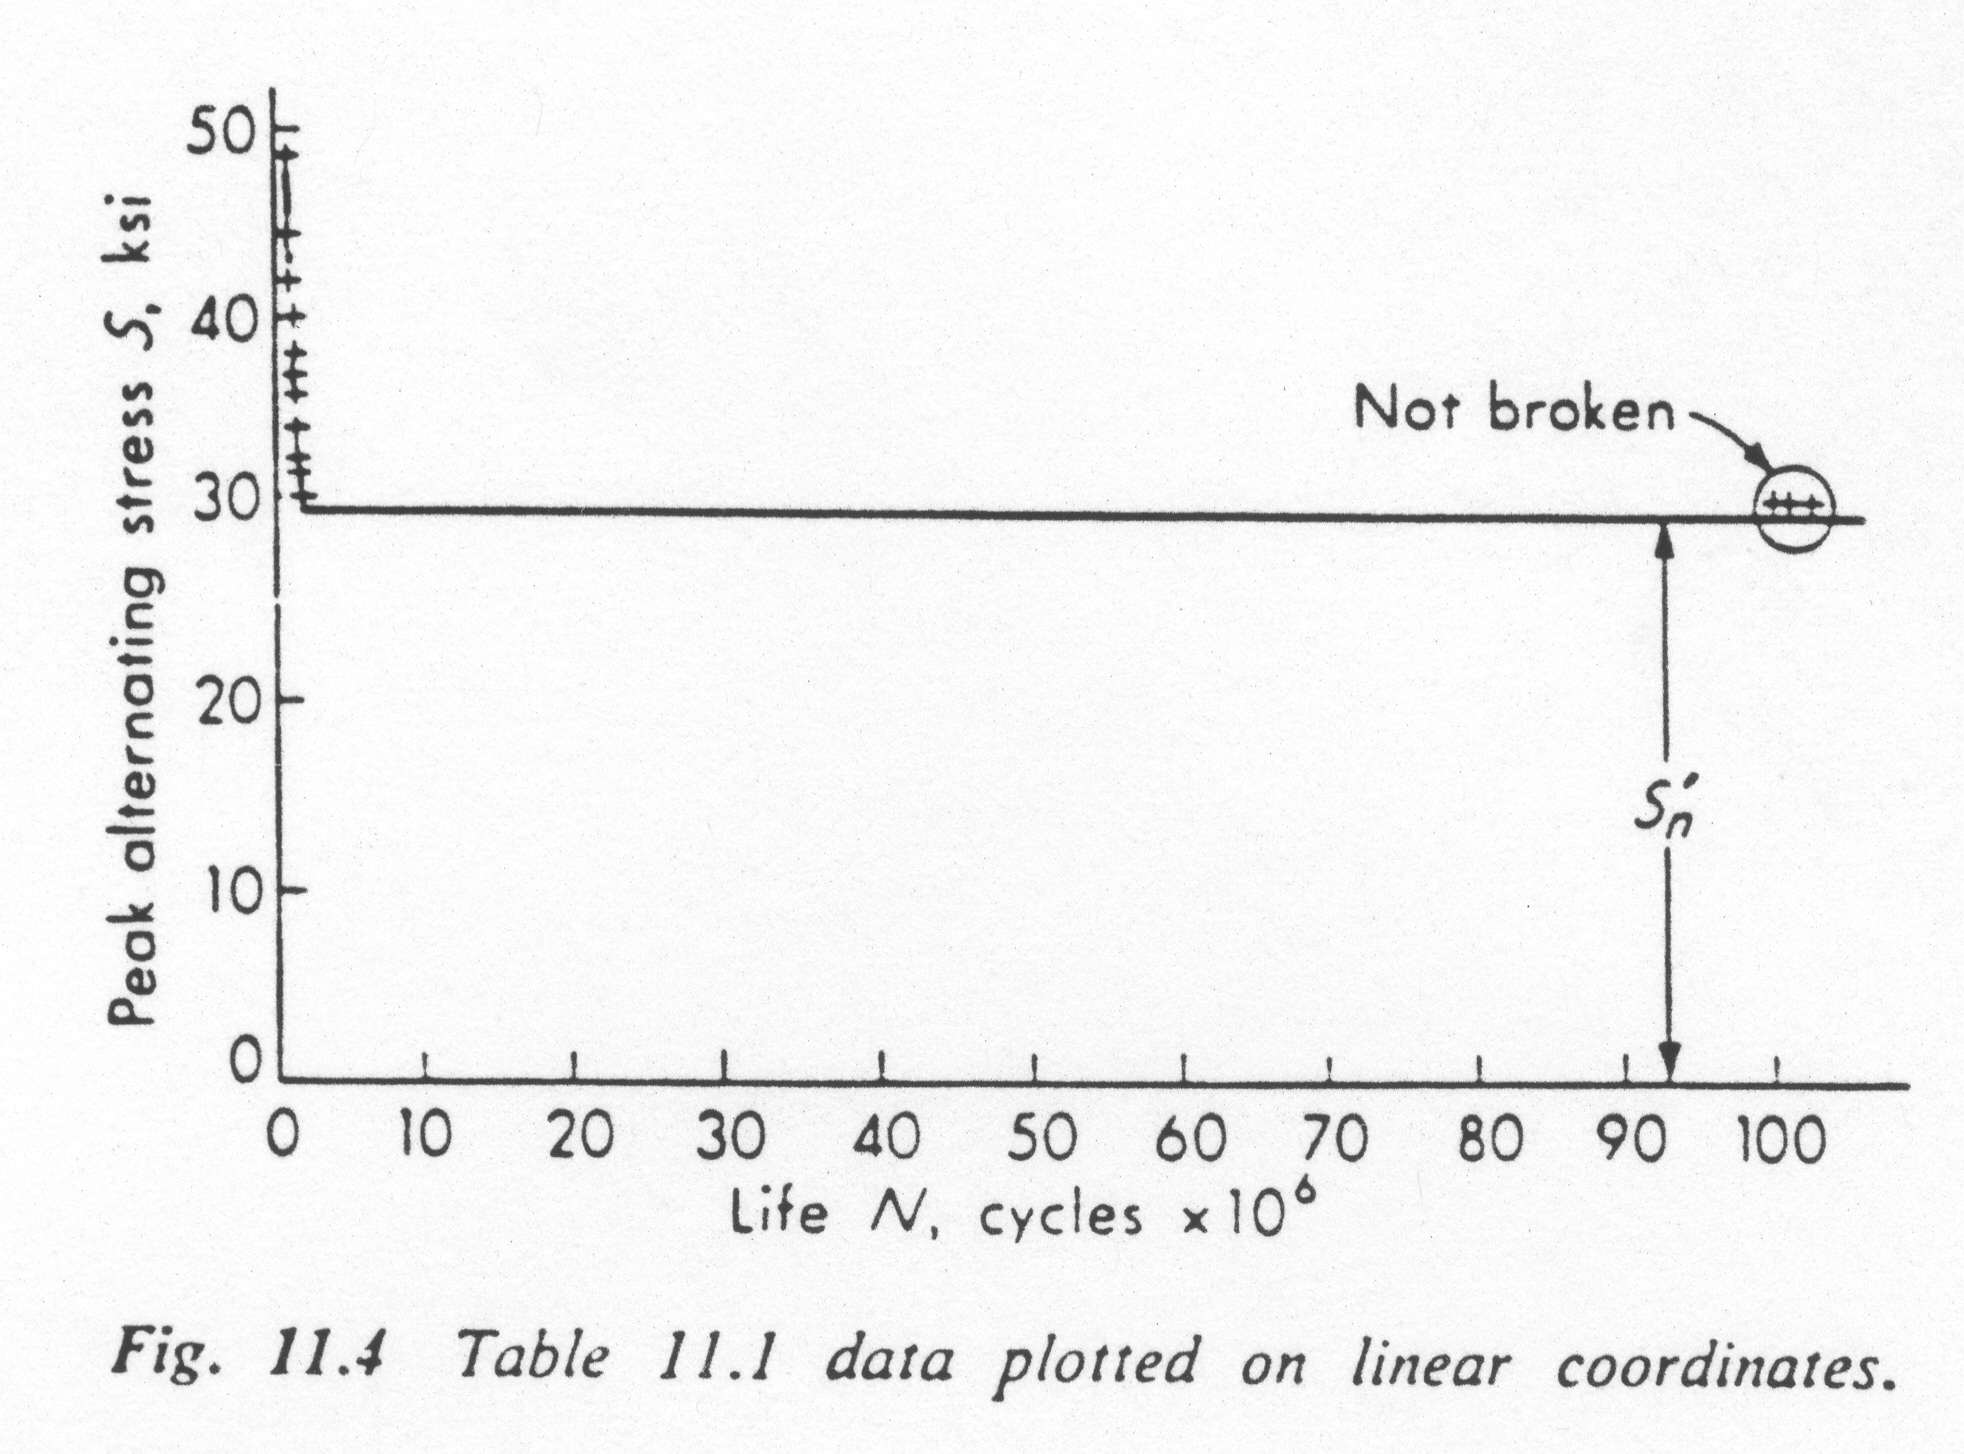 50
40
30
20
10
0
Peak alternating stress S, ksi
Not broken
S′n
0 10 20 30 40 50 60 70 80 90 100
Life N, cycles x10⁶
Fig. 11.4 Table 11.1 data plotted on linear coordinates.